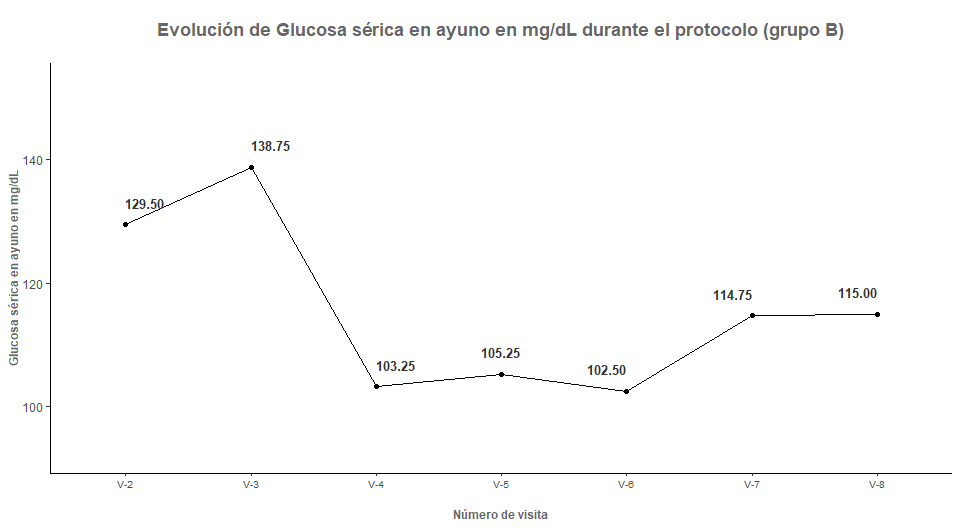 Evolución de Glucosa sérica en ayuno en mg/dL durante el protocolo (grupo B)
Glucosa sérica en ayuno en mg/dL
140
120
100
129.50
138.75
103.25
105.25
102.50
114.75
115.00
V-2
V-3
V-4
V-5
V-6
V-7
V-8
Número de visita